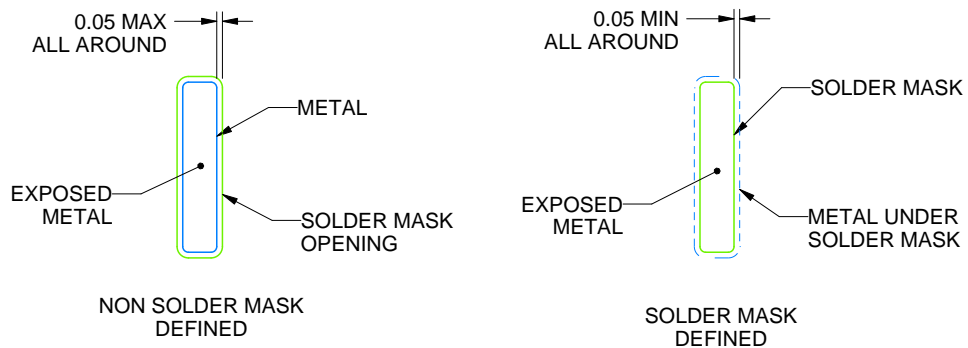 0.05 MAX
ALL AROUND
METAL
EXPOSED
METAL
SOLDER MASK
OPENING
NON SOLDER MASK
DEFINED
0.05 MIN
ALL AROUND
SOLDER MASK
EXPOSED
METAL
METAL UNDER
SOLDER MASK
SOLDER MASK
DEFINED